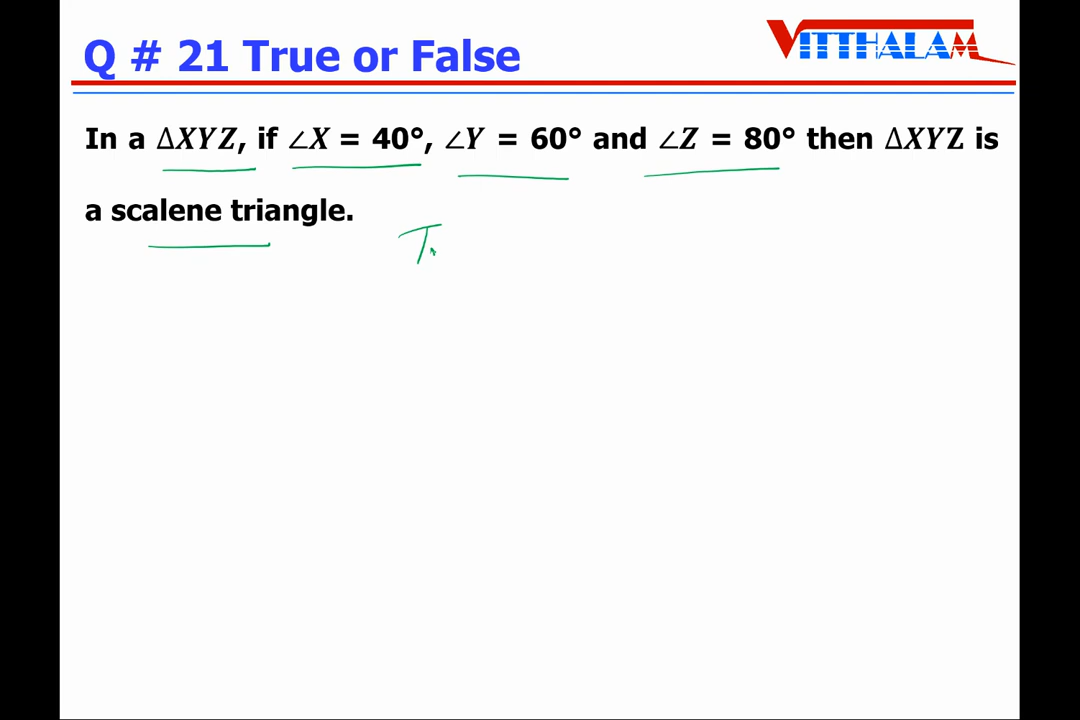 Q # 21 True or False
VITTHALAM
In a Δ𝑋𝑌𝑍, if ∠𝑋 = 40°, ∠𝑌 = 60° and ∠𝑍 = 80° then Δ𝑋𝑌Z is
a scalene triangle.
T